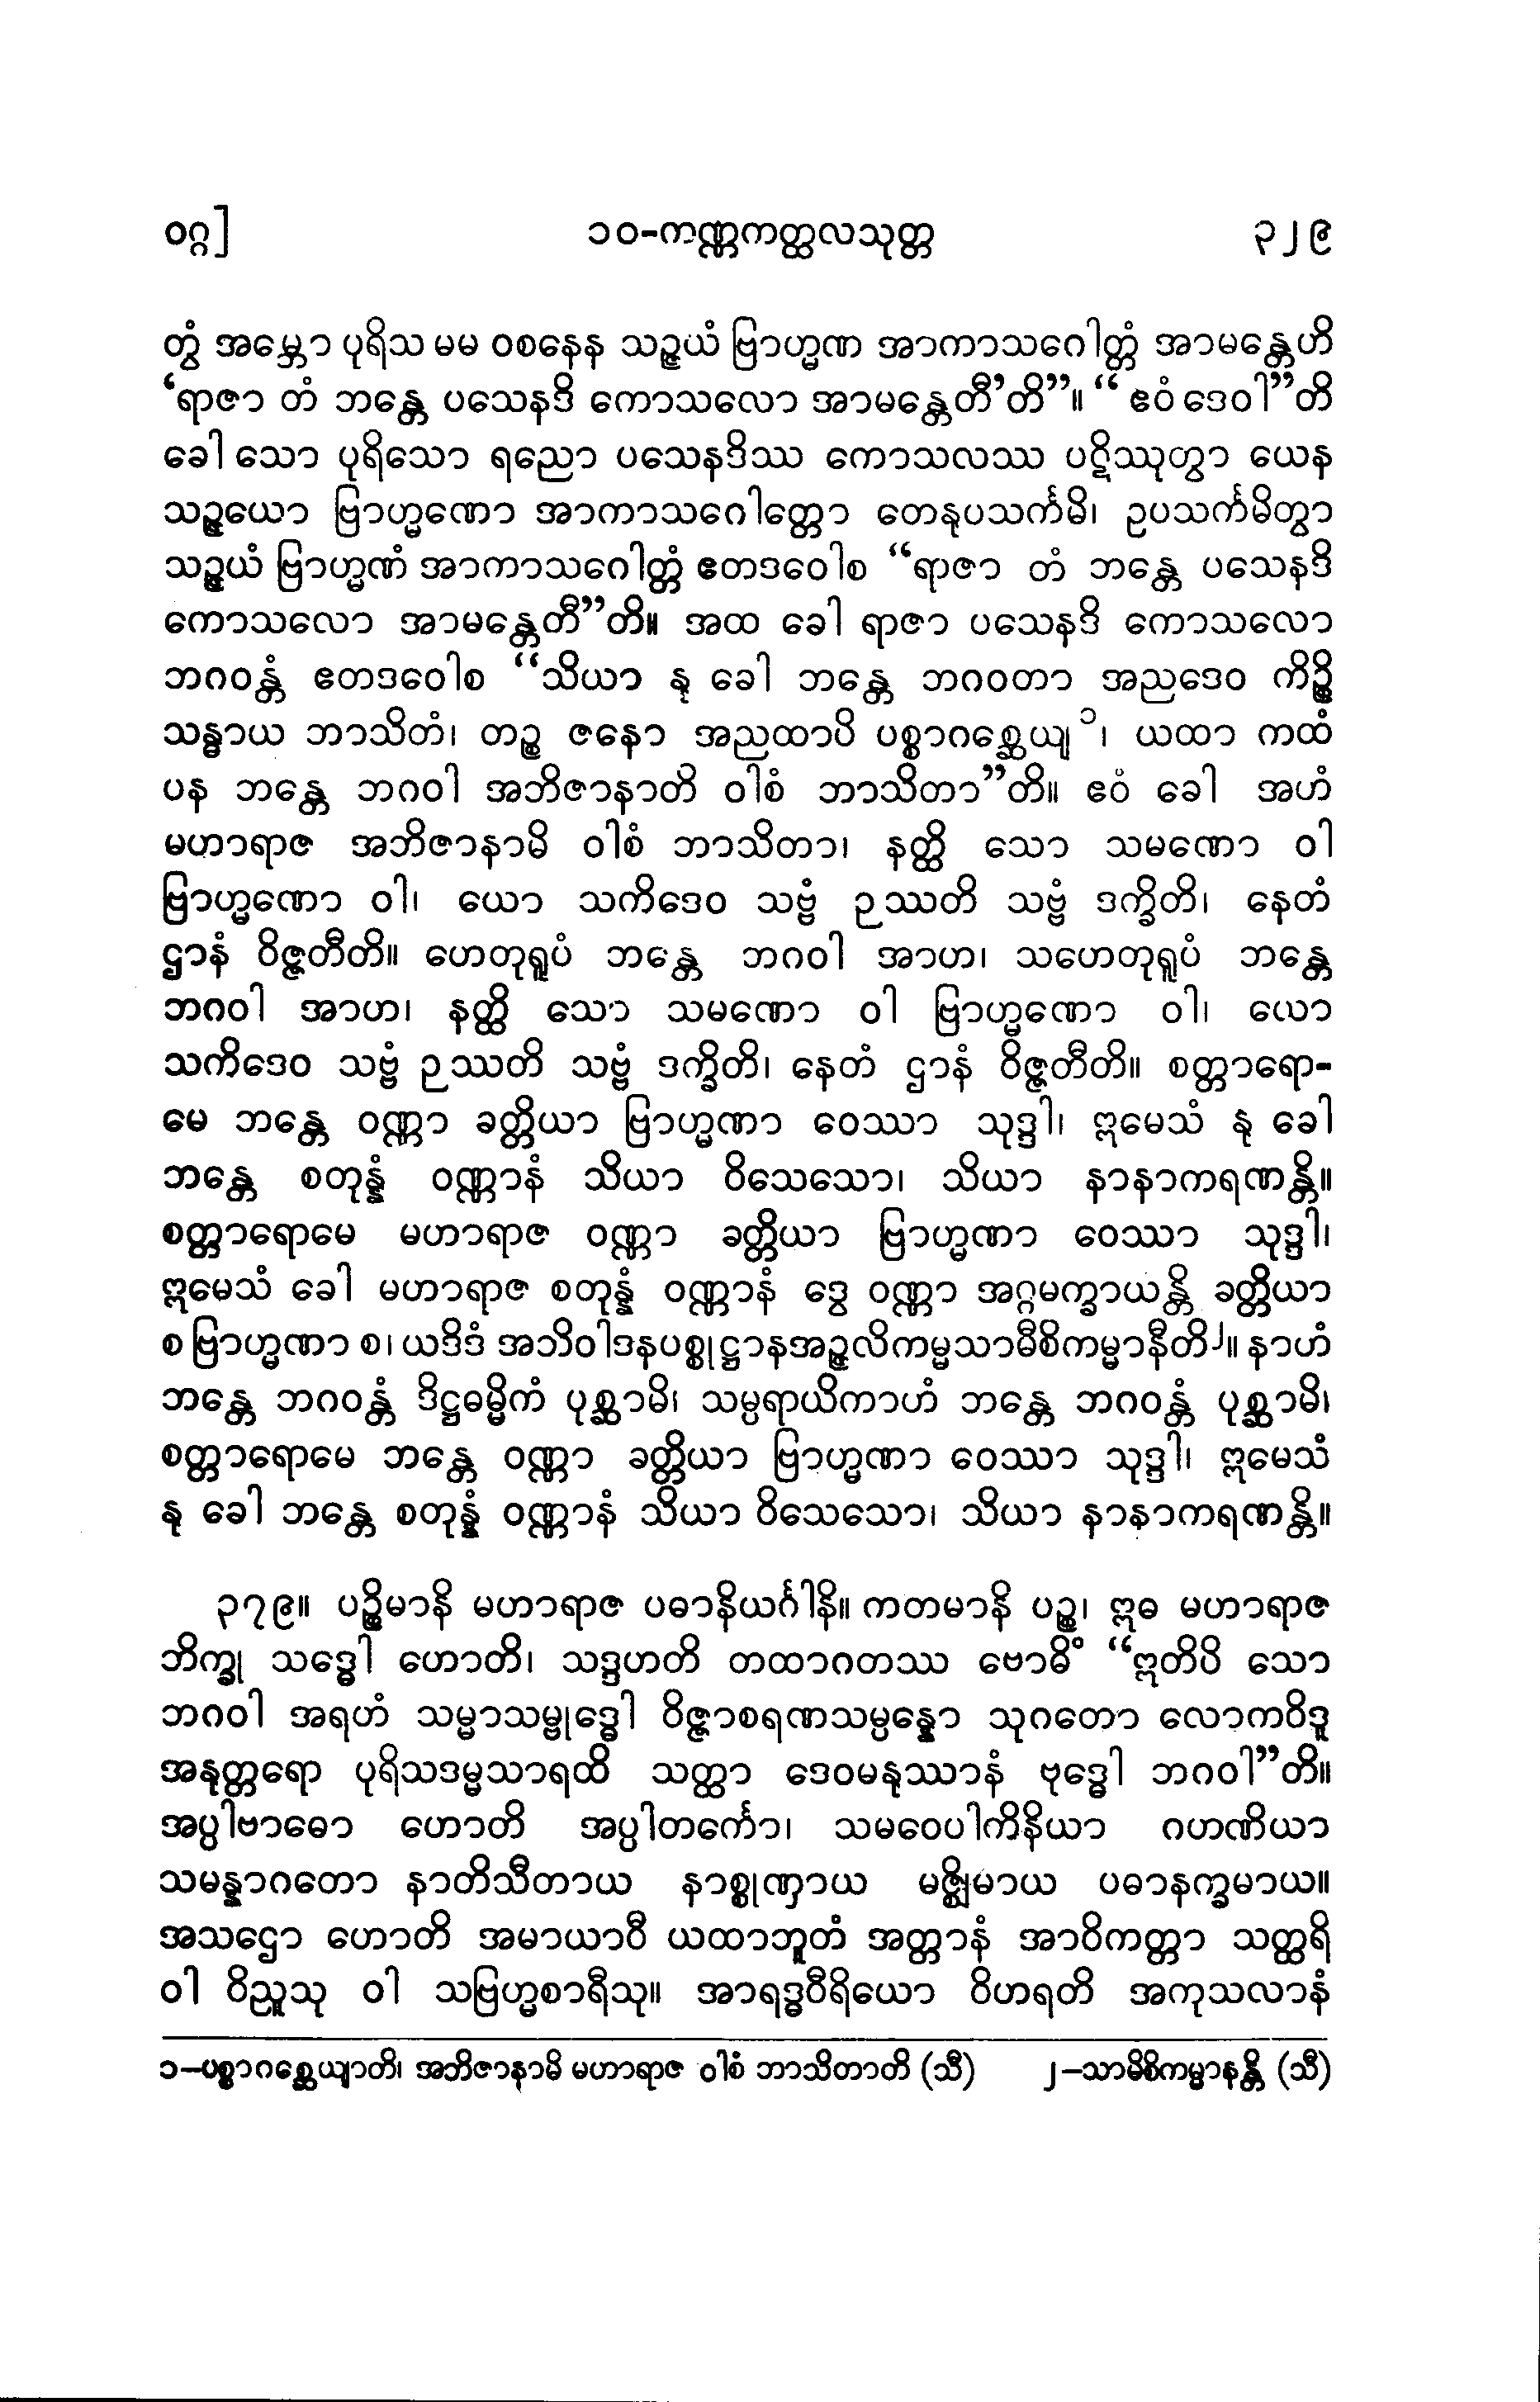 ဝဂ္ဂ] ၁၀-ကဏ္ဏကတ္ထလသုတ္တ ၃၂၉
တွံ အမ္ဘော ပုရိသ မမ ဝစနေန သဉ္ဇယံ ဗြာဟ္မဏ အာကာသဂေါတ္တံ အာမန္တေဟိ
‘ရာဇာ တံ ဘန္တေ ပသေနဒိ ကောသလော အာမန္တေတီ’တိ”။ “ဧဝံ ဒေဝါ”တိ
ခေါ သော ပုရိသော ရညော ပသေနဒိဿ ကောသလဿ ပဋိဿုတွာ ယေန
သဉ္ဇယော ဗြာဟ္မဏော အာကာသဂေါတ္တော တေနုပသင်္ကမိ၊ ဥပသင်္ကမိတွာ
သဉ္ဇယံ ဗြာဟ္မဏံ အာကာသဂေါတ္တံ ဧတဒဝေါစ “ရာဇာ တံ ဘန္တေ ပသေနဒိ
ကောသလော အာမန္တေတီ”တိ။ အထ ခေါ ရာဇာ ပသေနဒိ ကောသလော
ဘဂဝန္တံ ဧတဒဝေါစ “သိယာ နု ခေါ ဘန္တေ ဘဂဝတာ အညဒေဝ ကိဉ္စိ
သန္ဓာယ ဘာသိတံ၊ တဉ္စ ဇနော အညထာပိ ပစ္စာဂစ္ဆေယျ ၁၊ ယထာ ကထံ
ပန ဘန္တေ ဘဂဝါ အဘိဇာနာတိ ဝါစံ ဘာသိတာ”တိ။ ဧဝံ ခေါ အဟံ
မဟာရာဇ အဘိဇာနာမိ ဝါစံ ဘာသိတာ၊ နတ္ထိ သော သမဏော ဝါ
ဗြာဟ္မဏော ဝါ၊ ယော သကိဒေဝ သဗ္ဗံ ဉဿတိ သဗ္ဗံ ဒက္ခိတိ၊ နေတံ
ဌာနံ ဝိဇ္ဇတီတိ။ ဟေတုရူပံ ဘန္တေ ဘဂဝါ အာဟ၊ သဟေတုရူပံ ဘန္တေ
ဘဂဝါ အာဟ၊ နတ္ထိ သော သမဏော ဝါ ဗြာဟ္မဏော ဝါ၊ ယော
သကိဒေဝ သဗ္ဗံ ဉဿတိ သဗ္ဗံ ဒက္ခိတိ၊ နေတံ ဌာနံ ဝိဇ္ဇတီတိ။ စတ္တာရော-
မေ ဘန္တေ ဝဏ္ဏာ ခတ္တိယာ ဗြာဟ္မဏာ ဝေဿာ သုဒ္ဒါ၊ ဣမေသံ နု ခေါ
ဘန္တေ စတုန္နံ ဝဏ္ဏာနံ သိယာ ဝိသေသော၊ သိယာ နာနာကရဏန္တိ။
စတ္တာရောမေ မဟာရာဇ ဝဏ္ဏာ ခတ္တိယာ ဗြာဟ္မဏာ ဝေဿာ သုဒ္ဒါ၊
ဣမေသံ ခေါ မဟာရာဇ စတုန္နံ ဝဏ္ဏာနံ ဒွေ ဝဏ္ဏာ အဂ္ဂမက္ခာယန္တိ ခတ္တိယာ
စ ဗြာဟ္မဏာ စ၊ ယဒိဒံ အဘိဝါဒနပစ္စုဋ္ဌာနအဉ္ဇလိကမ္မသာမီစိကမ္မာနီတိ၂။ နာဟံ
ဘန္တေ ဘဂဝန္တံ ဒိဋ္ဌဓမ္မိကံ ပုစ္ဆာမိ၊ သမ္ပရာယိကာဟံ ဘန္တေ ဘဂဝန္တံ ပုစ္ဆာမိ၊
စတ္တာရောမေ ဘန္တေ ဝဏ္ဏာ ခတ္တိယာ ဗြာဟ္မဏာ ဝေဿာ သုဒ္ဒါ၊ ဣမေသံ
နု ခေါ ဘန္တေ စတုန္နံ ဝဏ္ဏာနံ သိယာ ဝိသေသော၊ သိယာ နာနာကရဏန္တိ။
၃၇၉။ ပဉ္စိမာနိ မဟာရာဇ ပဓာနိယင်္ဂါနိ။ ကတမာနိ ပဉ္စ၊ ဣဓ မဟာရာဇ
ဘိက္ခု သဒ္ဓေါ ဟောတိ၊ သဒ္ဒဟတိ တထာဂတဿ ဗောဓိံ “ဣတိပိ သော
ဘဂဝါ အရဟံ သမ္မာသမ္ဗုဒ္ဓေါ ဝိဇ္ဇာစရဏသမ္ပန္နော သုဂတော လောကဝိဒူ
အနုတ္တရော ပုရိသဒမ္မသာရထိ သတ္ထာ ဒေဝမနုဿာနံ ဗုဒ္ဓေါ ဘဂဝါ”တိ။
အပ္ပါဗာဓော ဟောတိ အပ္ပါတင်္ကော၊ သမဝေပါကိနိယာ ဂဟဏိယာ
သမန္နာဂတော နာတိသီတာယ နာစ္စုဏှာယ မဇ္ဈိမာယ ပဓာနက္ခမာယ။
အသဌော ဟောတိ အမာယာဝီ ယထာဘူတံ အတ္တာနံ အာဝိကတ္တာ သတ္ထရိ
ဝါ ဝိညူသု ဝါ သဗြဟ္မစာရီသု။ အာရဒ္ဓဝီရိယော ဝိဟရတိ အကုသလာနံ
၁–ပစ္စာဂစ္ဆေယျာတိ၊ အဘိဇာနာမိ မဟာရာဇ ဝါစံ ဘာသိတာတိ (သီ) ၂–သာမိစိကမ္မာနန္တိ (သီ)